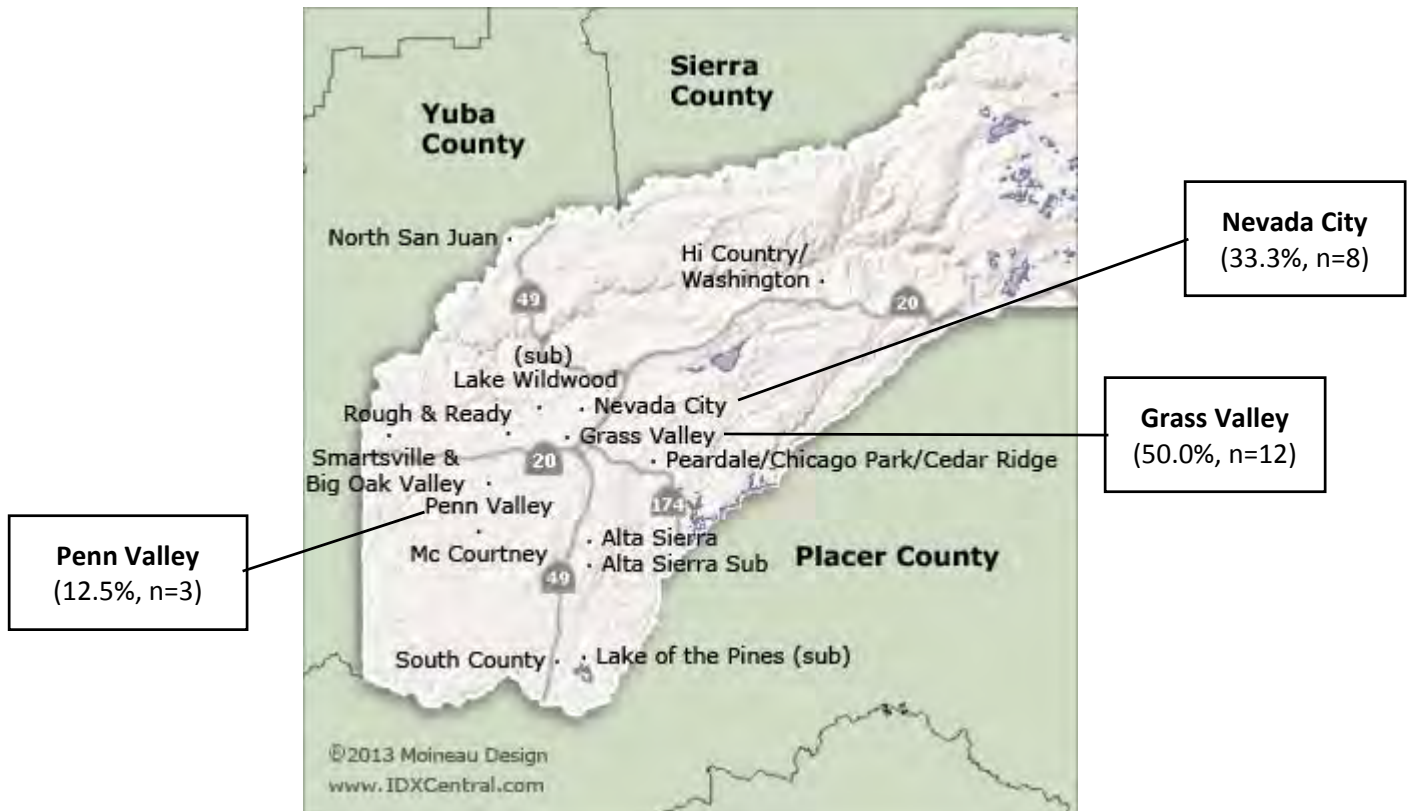 Sierra
County
Yuba
County
North San Juan
Hi Country/
Washington
49
20
Nevada City
(33.3%, n=8)
(sub)
Lake Wildwood
Nevada City
Rough & Ready
Grass Valley
Grass Valley
(50.0%, n=12)
20
Smartsville &
Big Oak Valley
Peardale/Chicago Park/Cedar Ridge
Penn Valley
174
Penn Valley
(12.5%, n=3)
Mc Courtney
Alta Sierra
Alta Sierra Sub
Placer County
49
South County
Lake of the Pines (sub)
©2013 Moineau Design
www.IDXCentral.com